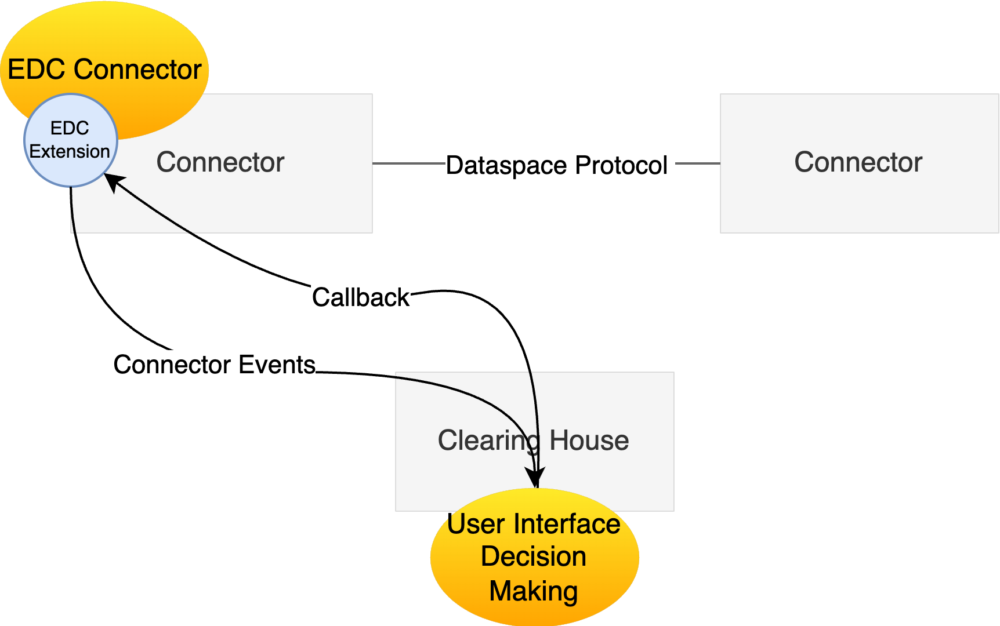 EDC Connector
EDC
Extension
Connector
Dataspace Protocol
Connector
Callback
Connector Events
Clearing House
User Interface
Decision
Making